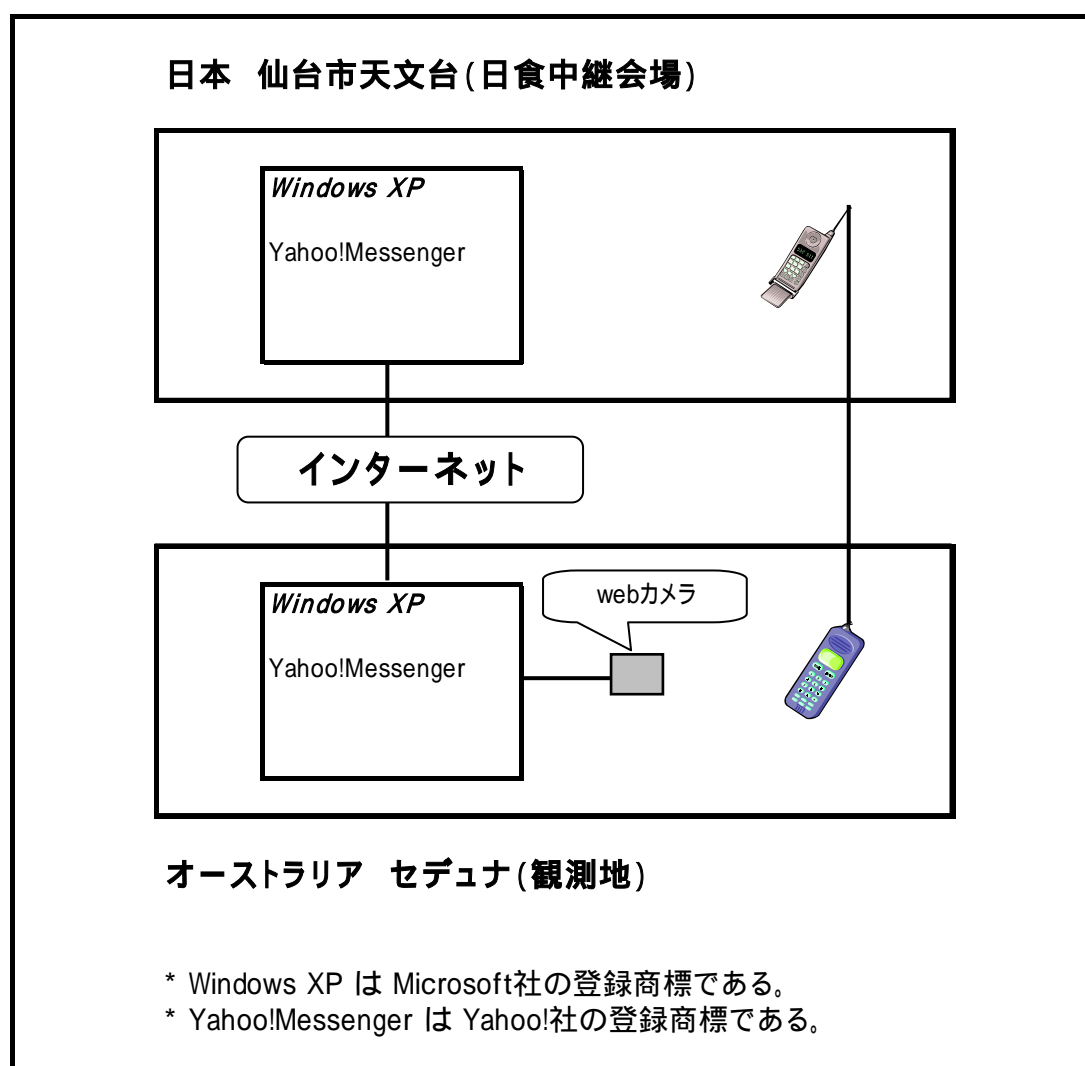 日本 仙台市天文台(日食中継会場)
Windows XP
Yahoo!Messenger
インターネット
Windows XP
webカメラ
Yahoo!Messenger
オーストラリア セデュナ(観測地)
* Windows XP は Microsoft社の登録商標である。
* Yahoo!Messenger は Yahoo!社の登録商標である。